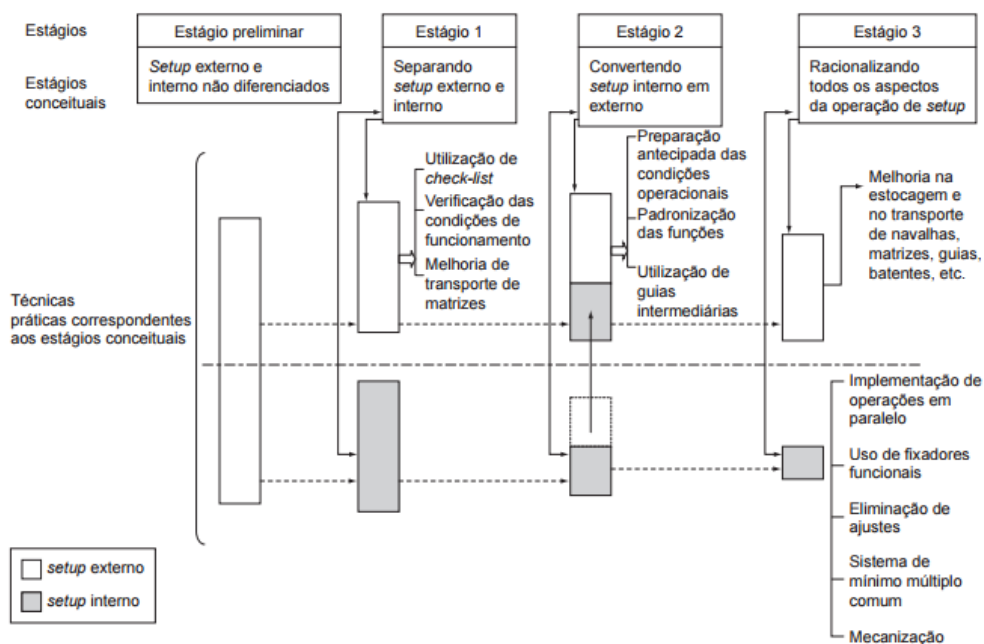 Estágios
Estágio preliminar
Estágio 1
Estágio 2
Estágio 3
Estágios
conceituais
Setup externo e
interno não diferenciados
Separando
setup externo e
interno
Convertendo
setup interno em
externo
Racionalizando
todos os aspectos
da operação de setup
Técnicas
práticas correspondentes
aos estágios conceituais
Utilização de
check-list
Verificação das
condições de
funcionamento
Melhoria de
transporte de
matrizes
Preparação
antecipada das
condições
operacionais
Padronização
das funções
Utilização de
guias
intermediárias
Melhoria na
estocagem e
no transporte
de navalhas,
matrizes, guias,
batentes, etc.
Implementação de
operações em
paralelo
Uso de fixadores
funcionais
Eliminação de
ajustes
Sistema de
mínimo múltiplo
comum
Mecanização
setup externo
setup interno